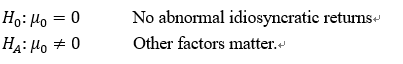 H₀: μ₀ = 0 No abnormal idiosyncratic returns↵
H_A: μ₀ ≠ 0 Other factors matter.↵